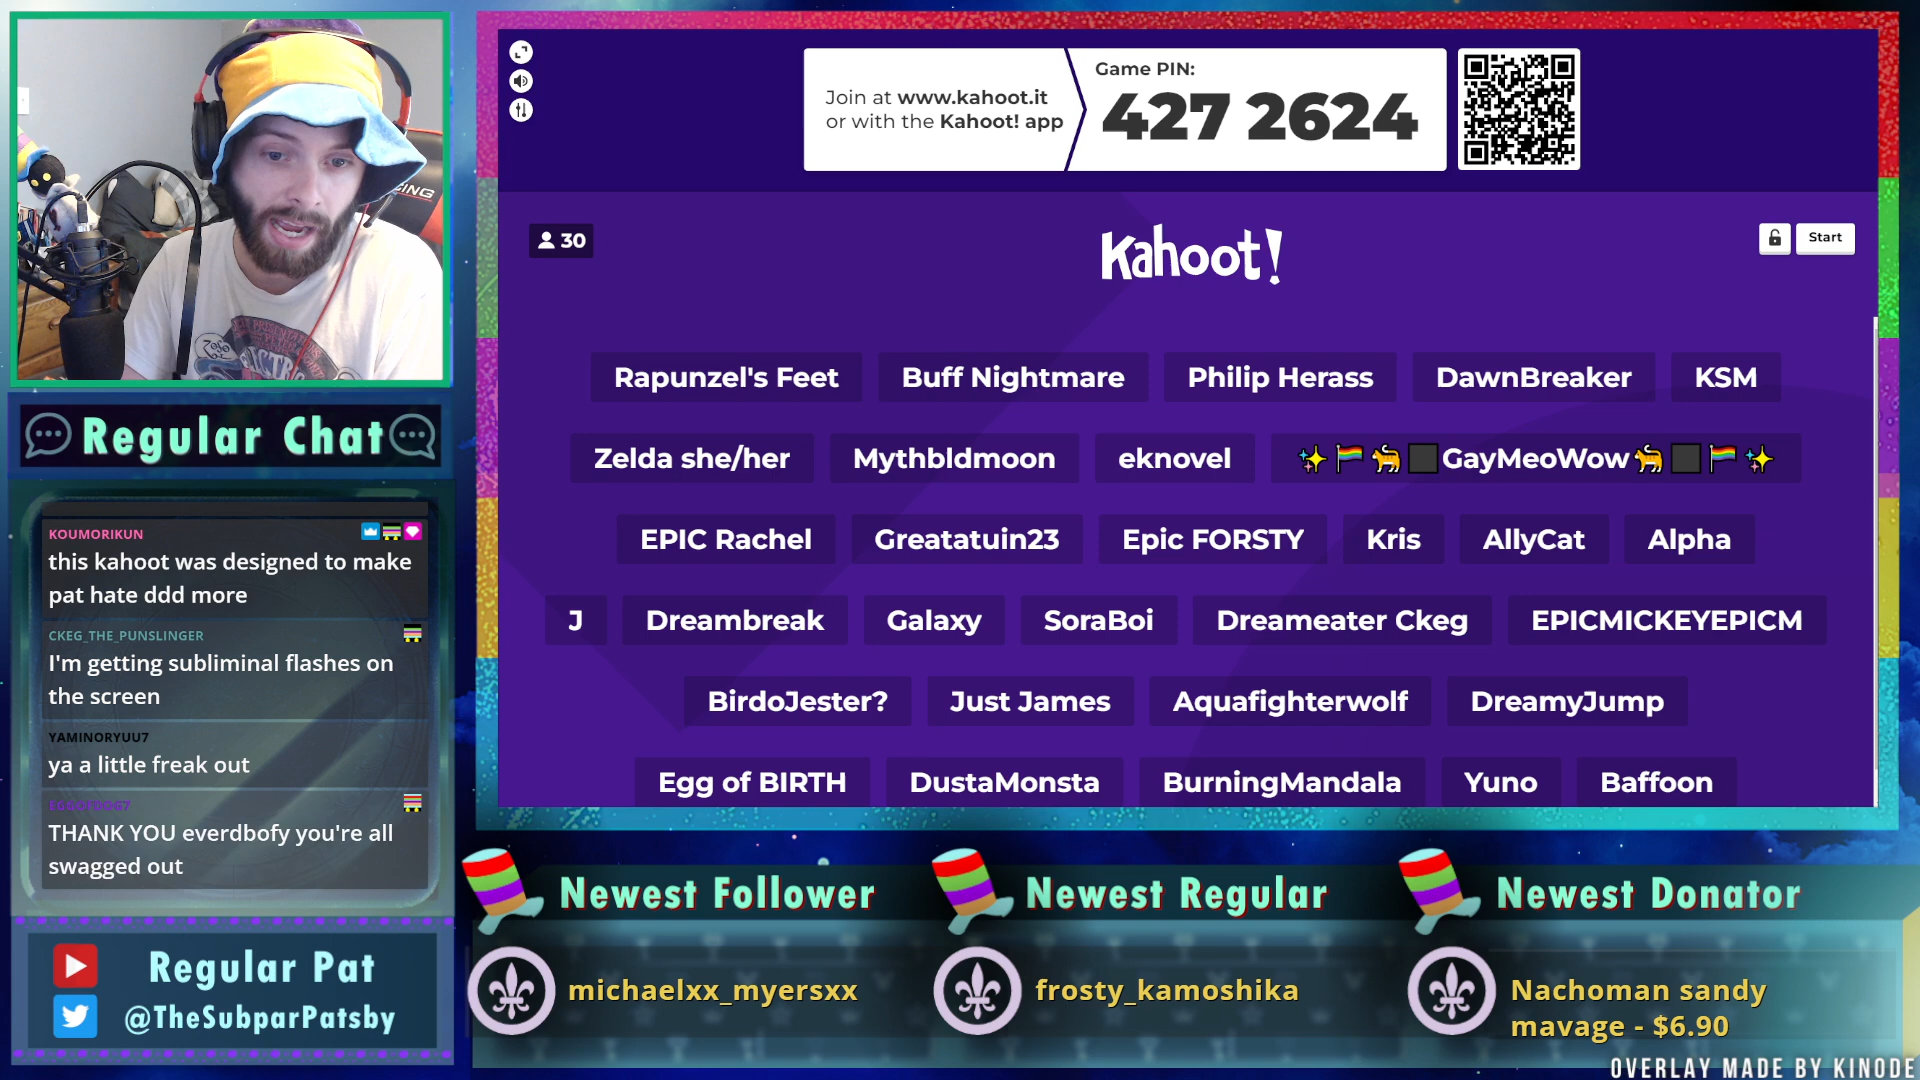 Join at www.kahoot.it
or with the Kahoot! app
Game PIN:
427 2624
30
Kahoot!
Start
Rapunzel's Feet Buff Nightmare Philip Herass DawnBreaker KSM
Zelda she/her Mythbldmoon eknovel ✨🏳️‍🌈🐈⬛GayMeoWow🐈⬛🏳️‍🌈✨
EPIC Rachel Greatatuin23 Epic FORSTY Kris AllyCat Alpha
J Dreambreak Galaxy SoraBoi Dreameater Ckeg EPICMICKEYEPICM
BirdoJester? Just James Aquafighterwolf DreamyJump
Egg of BIRTH DustaMonsta BurningMandala Yuno Baffoon
Regular Chat
KOUMORIKUN
this kahoot was designed to make
pat hate ddd more
CKEG_THE_PUNSLINGER
I'm getting subliminal flashes on
the screen
YAMINORYUU7
ya a little freak out
THANK YOU everdbofy you're all
swagged out
Regular Pat
@TheSubparPatsby
Newest Follower
michaelxx_myersxx
Newest Regular
frosty_kamoshika
Newest Donator
Nachoman sandy
mavage - $6.90
OVERLAY MADE BY KINODE